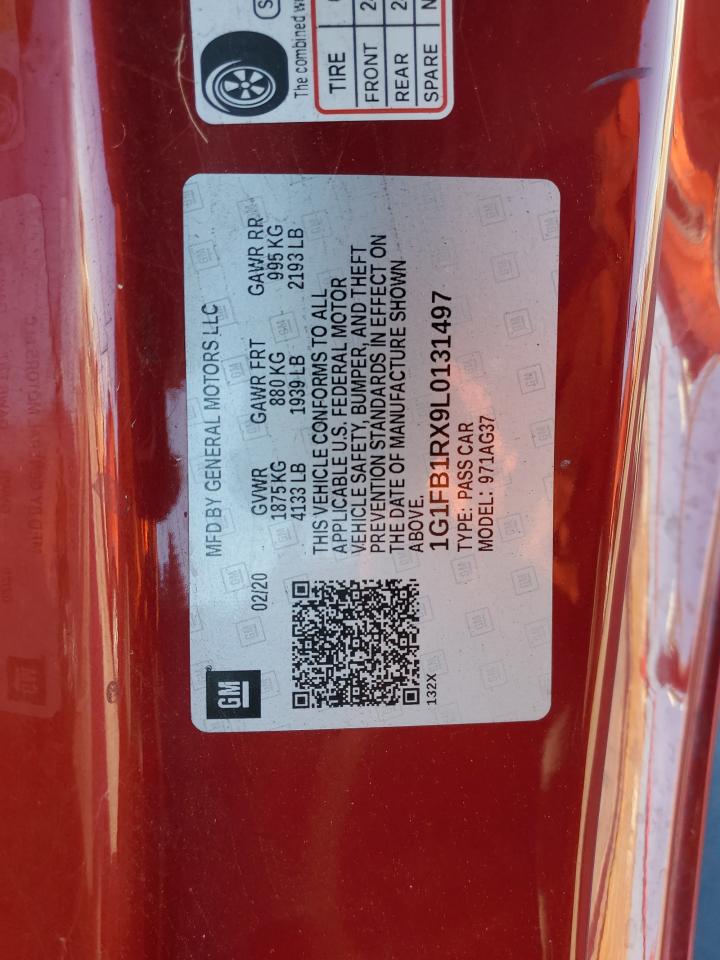 GM
MFD BY GENERAL MOTORS LLC
02/20 GVWR GAWR FRT GAWR RR
1875 KG 880 KG 995 KG
4133 LB 1939 LB 2193 LB
THIS VEHICLE CONFORMS TO ALL
APPLICABLE U.S. FEDERAL MOTOR
VEHICLE SAFETY, BUMPER, AND THEFT
PREVENTION STANDARDS IN EFFECT ON
THE DATE OF MANUFACTURE SHOWN
ABOVE.
1G1FB1RX9L0131497
TYPE: PASS CAR
MODEL: 971AG37
132X
The combined
TIRE
FRONT
REAR
SPARE